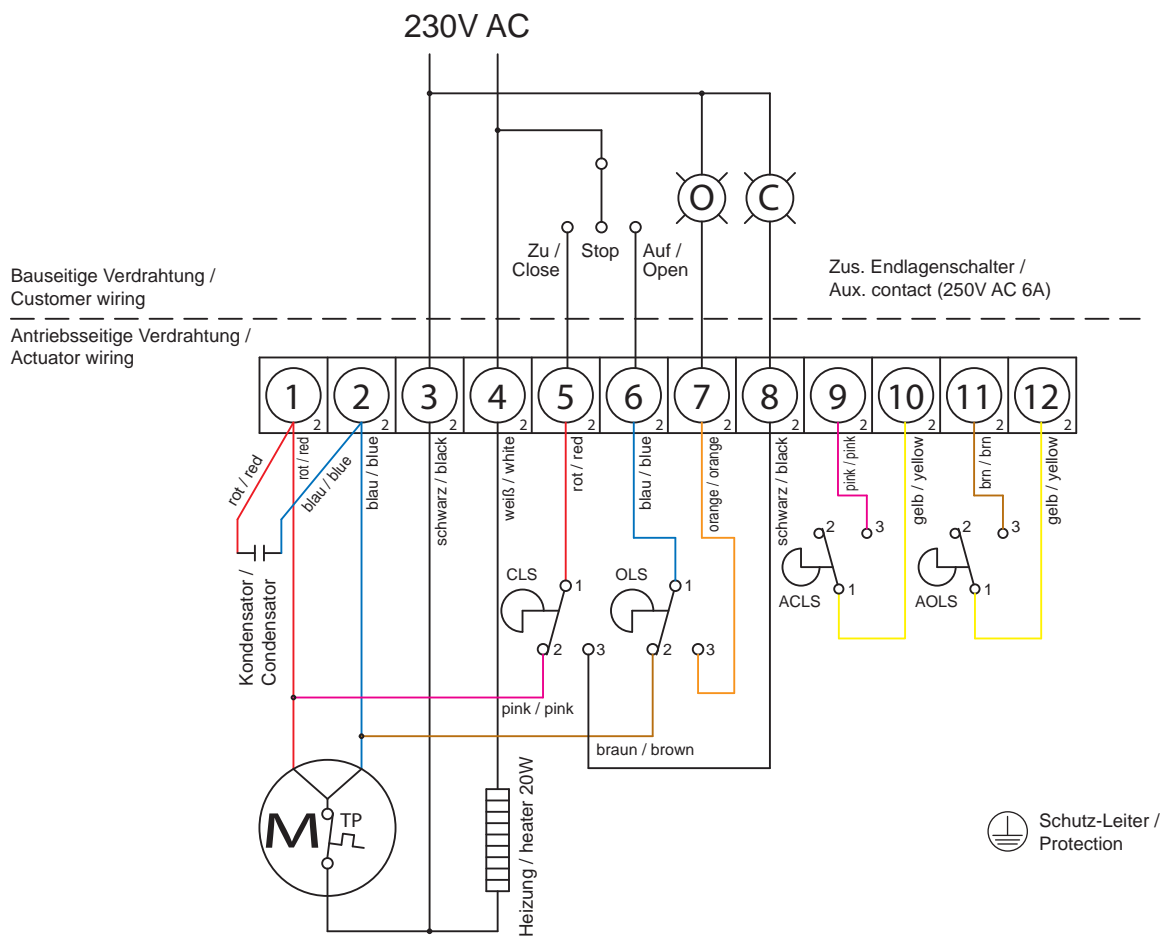 230V AC
O
C
Zu /
Close
Stop
Auf /
Open
Bauseitige Verdrahtung /
Customer wiring
Zus. Endlagenschalter /
Aux. contact (250V AC 6A)
Antriebsseitige Verdrahtung /
Actuator wiring
1 2 3 4 5 6 7 8 9 10 11 12
2 2 2 2 2 2 2 2 2 2 2 2
rot / red
rot / red
blau / blue
blau / blue
schwarz / black
weiß / white
rot / red
blau / blue
orange / orange
schwarz / black
pink / pink
gelb / yellow
brn / brn
gelb / yellow
Kondensator /
Condensator
CLS
1
2
3
OLS
1
2
3
2
3
1
ACLS
2
3
1
AOLS
pink / pink
braun / brown
M
TP
Heizung / heater 20W
Schutz-Leiter /
Protection